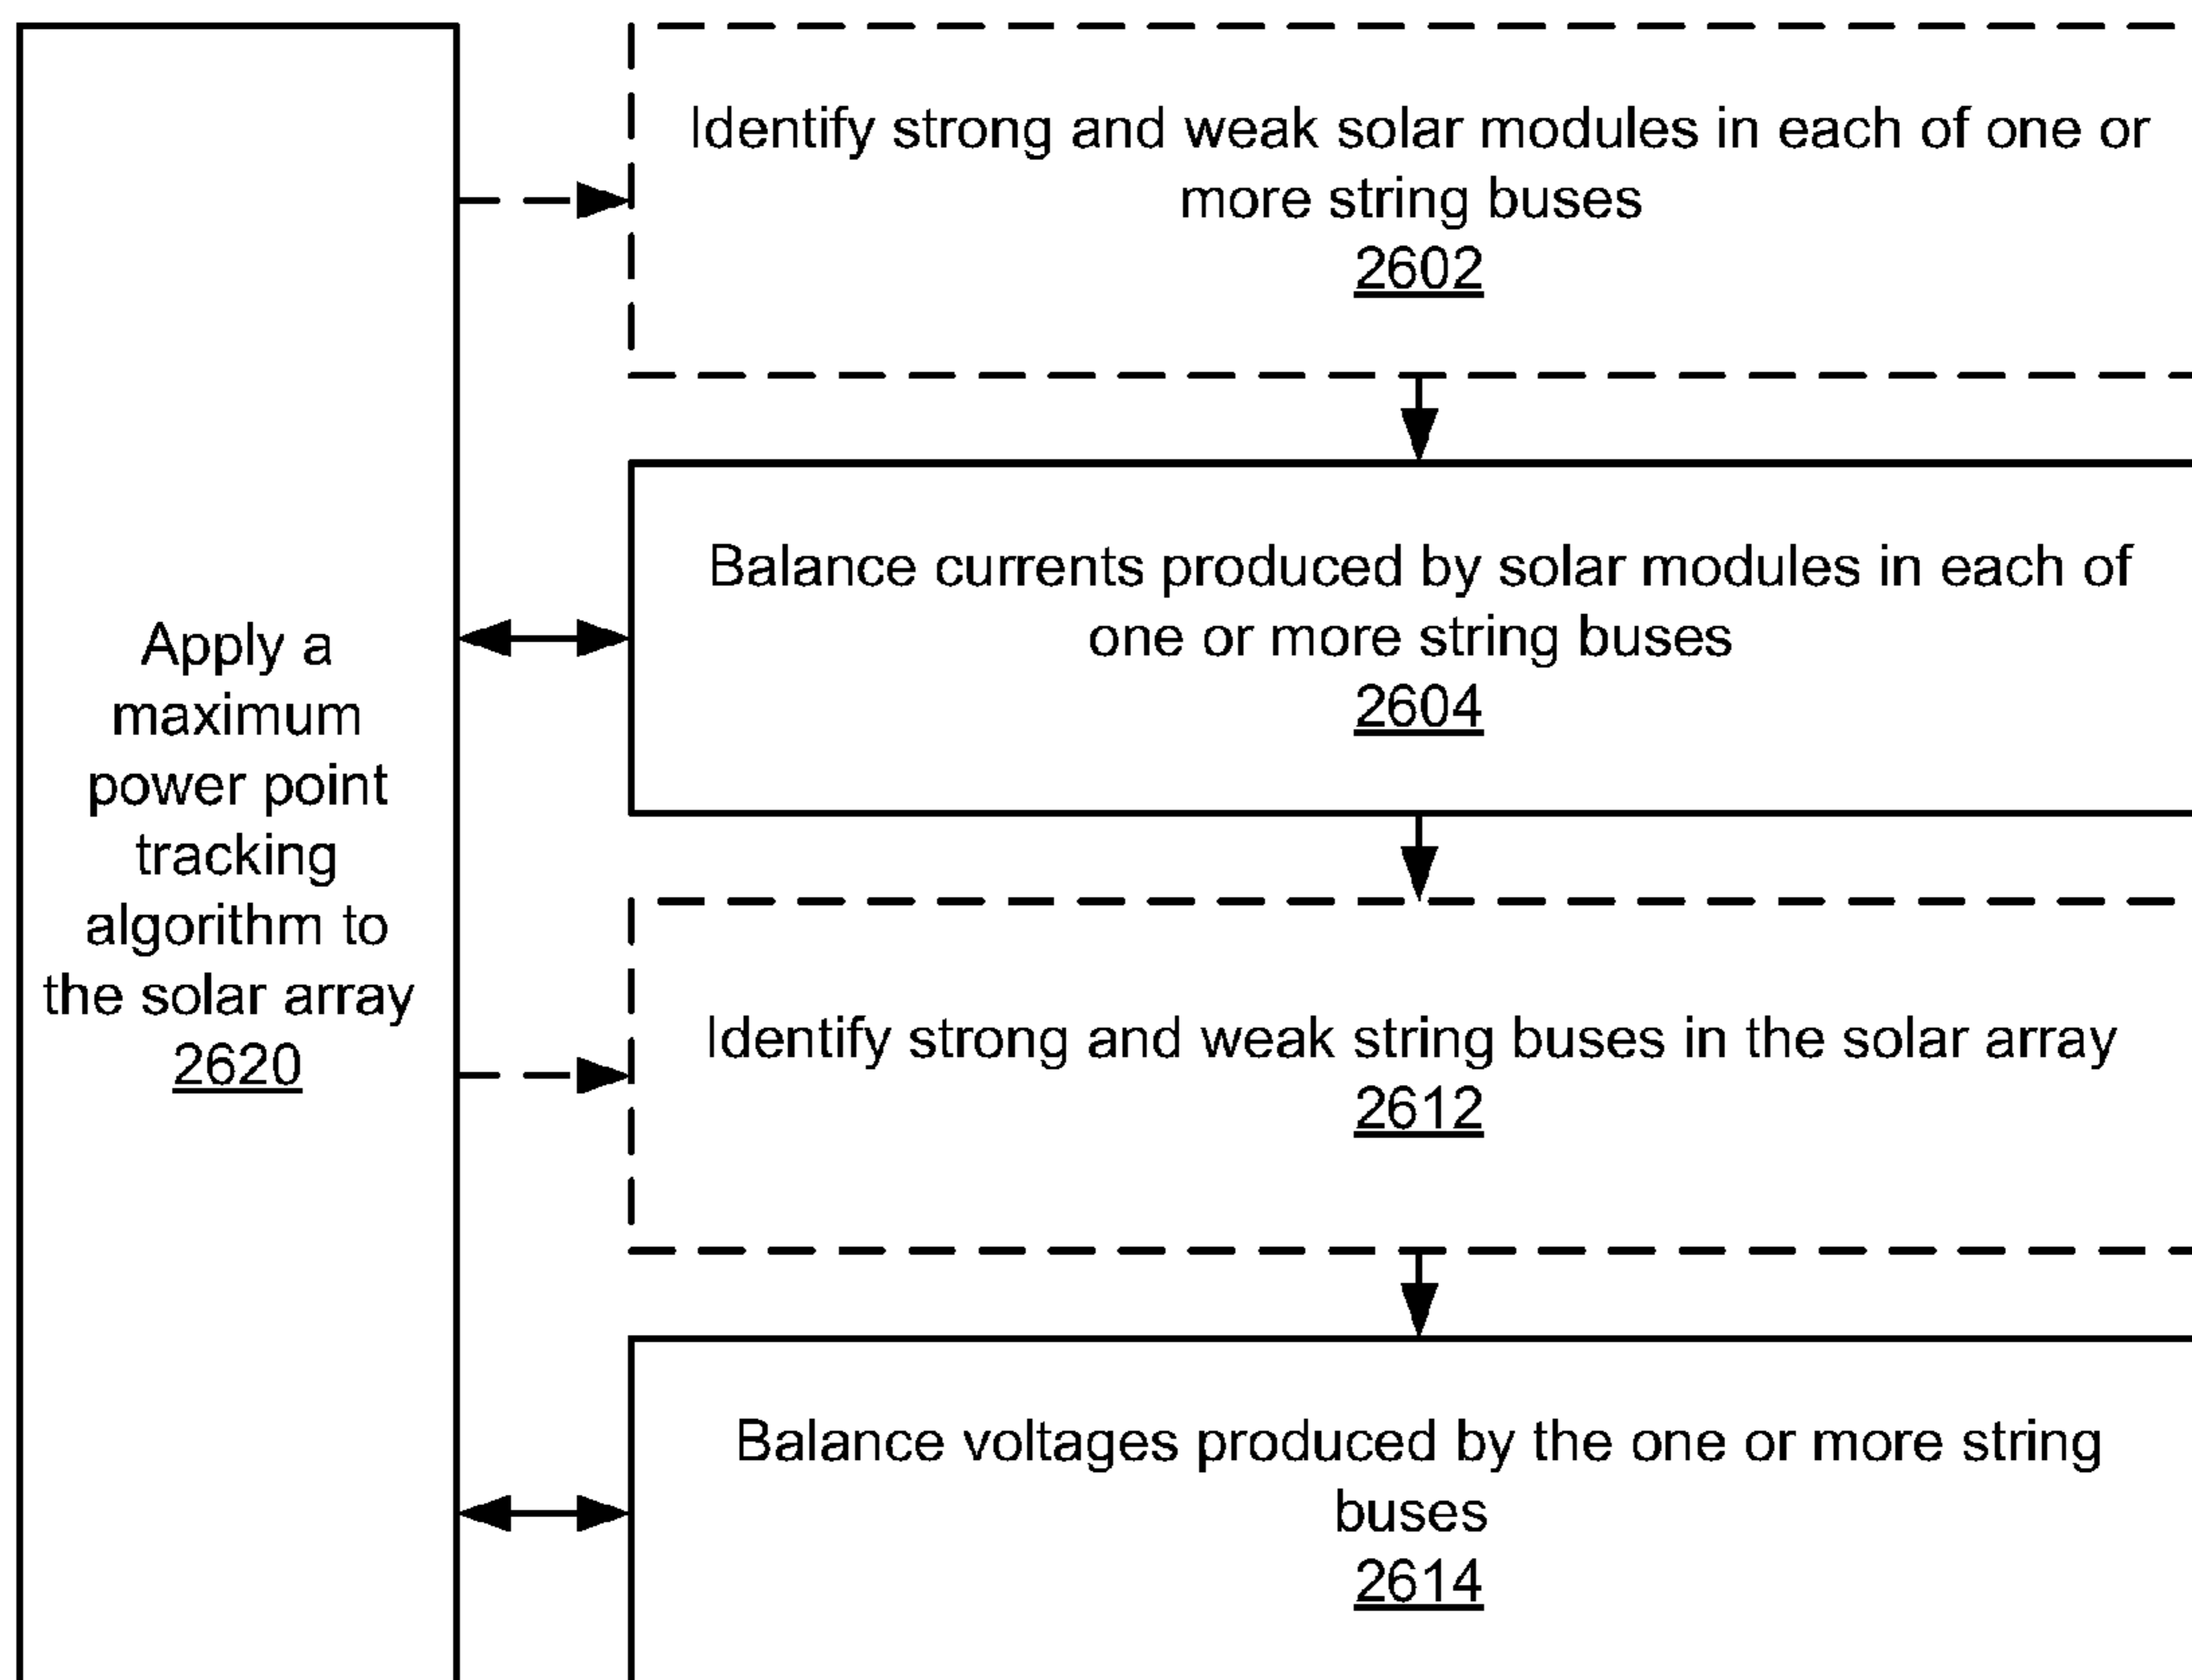 Apply a
maximum
power point
tracking
algorithm to
the solar array
2620
Identify strong and weak solar modules in each of one or
more string buses
2602
Balance currents produced by solar modules in each of
one or more string buses
2604
Identify strong and weak string buses in the solar array
2612
Balance voltages produced by the one or more string
buses
2614